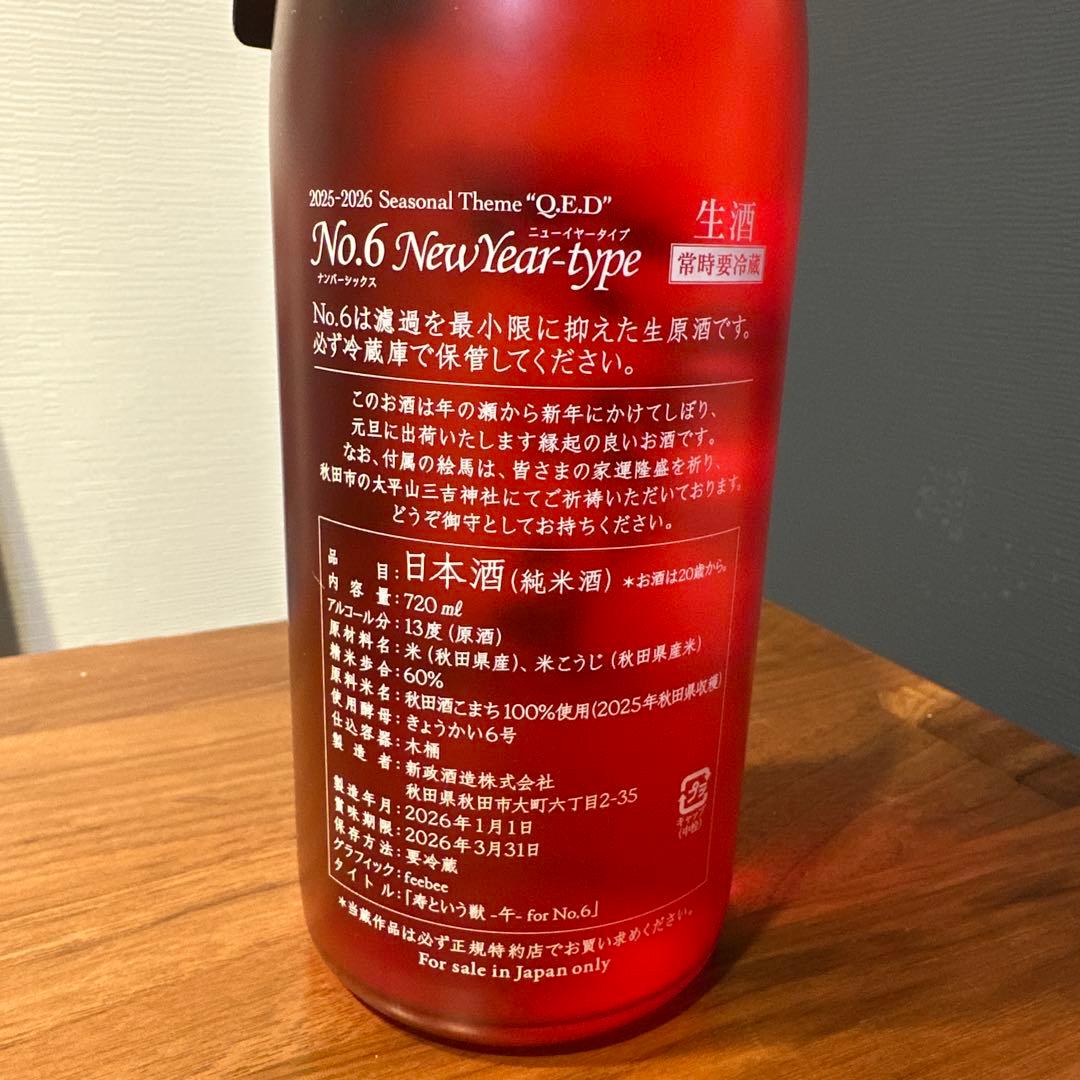 2025-2026 Seasonal Theme “Q.E.D”
ニューイヤータイプ
No.6 NewYear-type
ナンバーシックス
生酒
常時要冷蔵
No.6は濾過を最小限に抑えた生原酒です。
必ず冷蔵庫で保管してください。
このお酒は年の瀬から新年にかけてしぼり、
元旦に出荷いたします縁起の良いお酒です。
なお、付属の絵馬は、皆さまの家運隆盛を祈り、
秋田市の太平山三吉神社にてご祈祷いただいております。
どうぞ御守としてお持ちください。
品目:日本酒(純米酒) *お酒は20歳から。
内容量:720㎖
アルコール分:13度(原酒)
原材料名:米(秋田県産)、米こうじ(秋田県産米)
精米歩合:60%
原料米名:秋田酒こまち100%使用(2025年秋田県収穫)
使用酵母:きょうかい6号
仕込容器:木桶
製造者:新政酒造株式会社
秋田県秋田市大町六丁目2-35
製造年月:2026年1月1日
賞味期限:2026年3月31日
保存方法:要冷蔵
グラフィック:feebee
タイトル:「寿という獣 -午- for No.6」
プラ
キャップ
(中栓)
*当蔵作品は必ず正規特約店でお買い求めください。
For sale in Japan only